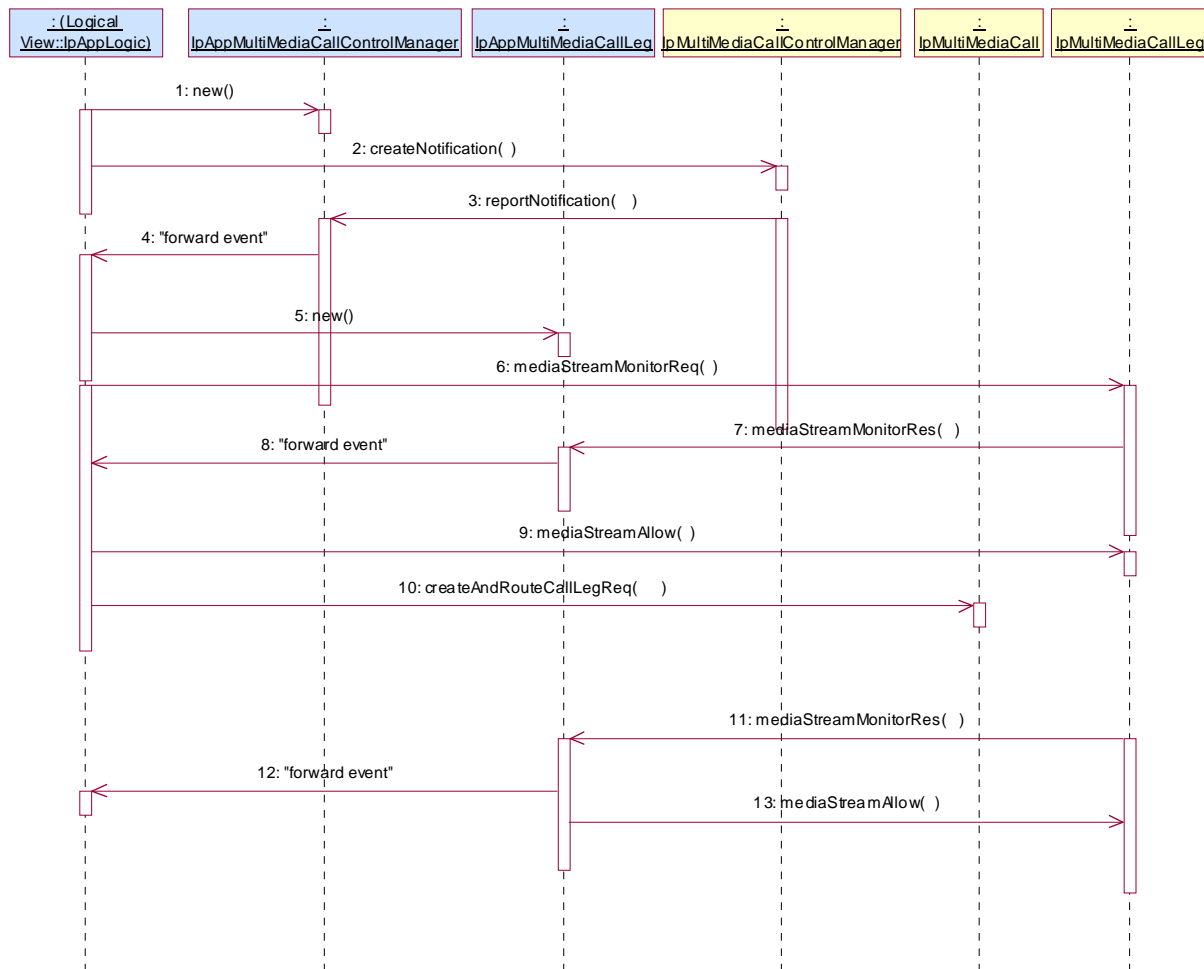 : (Logical
View::IpAppLogic)
:
IpAppMultiMediaCallControlManager
:
IpAppMultiMediaCallLeg
:
IpMultiMediaCallControlManager
:
IpMultiMediaCall
:
IpMultiMediaCallLeg
1: new()
2: createNotification( )
3: reportNotification( )
4: "forward event"
5: new()
6: mediaStreamMonitorReq( )
7: mediaStreamMonitorRes( )
8: "forward event"
9: mediaStreamAllow( )
10: createAndRouteCallLegReq( )
11: mediaStreamMonitorRes( )
12: "forward event"
13: mediaStreamAllow( )